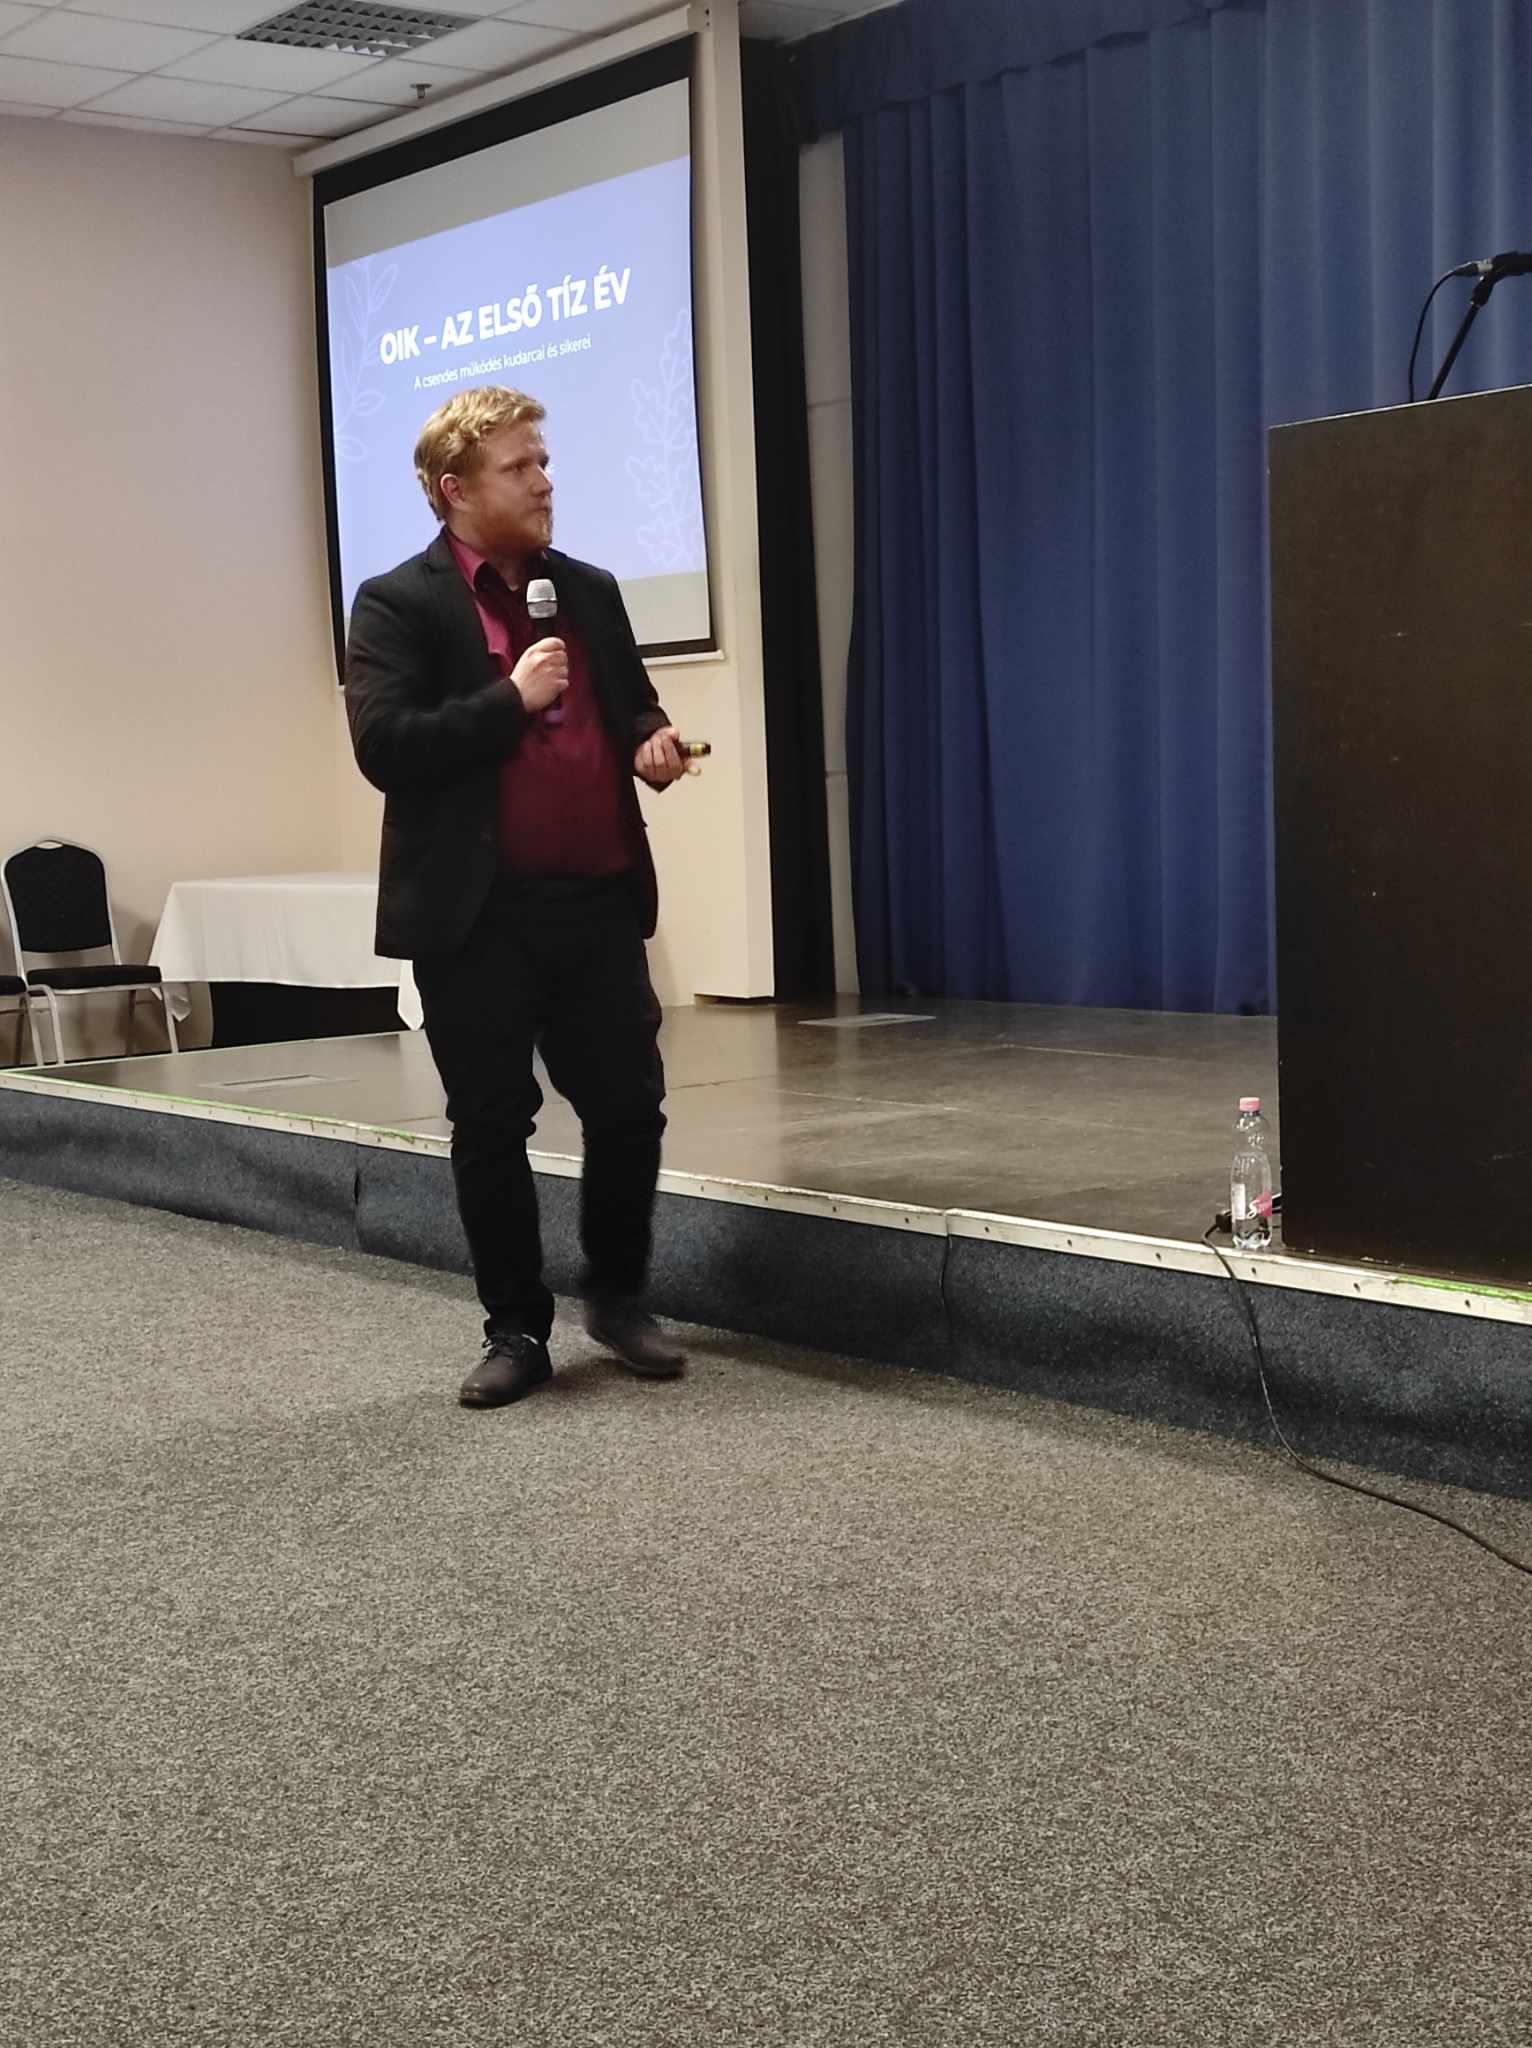 OIK – AZ ELSŐ TÍZ ÉV
A csendes működés kudarcai és sikerei